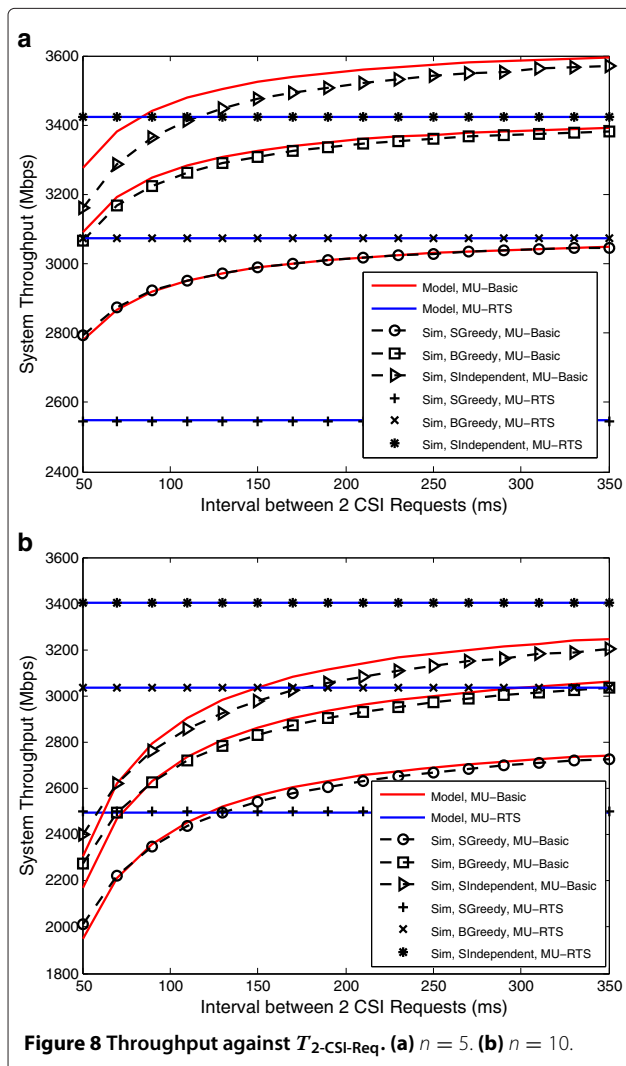 a
3600
3400
3200
3000
2800
2600
2400
System Throughput (Mbps)
Model, MU−Basic
Model, MU−RTS
Sim, SGreedy, MU−Basic
Sim, BGreedy, MU−Basic
Sim, SIndependent, MU−Basic
Sim, SGreedy, MU−RTS
Sim, BGreedy, MU−RTS
Sim, SIndependent, MU−RTS
50 100 150 200 250 300 350
Interval between 2 CSI Requests (ms)
b
3600
3400
3200
3000
2800
2600
2400
2200
2000
1800
System Throughput (Mbps)
Model, MU−Basic
Model, MU−RTS
Sim, SGreedy, MU−Basic
Sim, BGreedy, MU−Basic
Sim, SIndependent, MU−Basic
Sim, SGreedy, MU−RTS
Sim, BGreedy, MU−RTS
Sim, SIndependent, MU−RTS
50 100 150 200 250 300 350
Interval between 2 CSI Requests (ms)
Figure 8 Throughput against T2-CSI-Req. (a) n = 5. (b) n = 10.